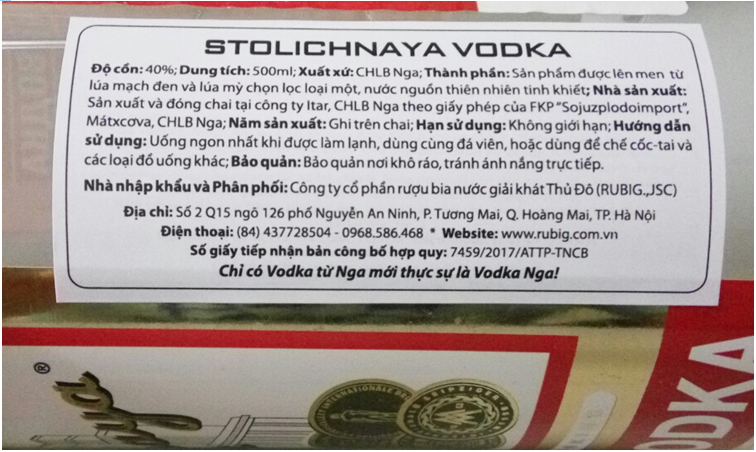 STOLICHNAYA VODKA
Độ cồn: 40%; Dung tích: 500ml; Xuất xứ: CHLB Nga; Thành phần: Sản phẩm được lên men từ
lúa mạch đen và lúa mỳ chọn lọc loại một, nước nguồn thiên nhiên tinh khiết; Nhà sản xuất:
Sản xuất và đóng chai tại công ty Itar, CHLB Nga theo giấy phép của FKP "Sojuzplodoimport",
Mátxcơva, CHLB Nga; Năm sản xuất: Ghi trên chai; Hạn sử dụng: Không giới hạn; Hướng dẫn
sử dụng: Uống ngon nhất khi được làm lạnh, dùng cùng đá viên, hoặc dùng để chế cốc-tai và
các loại đồ uống khác; Bảo quản: Bảo quản nơi khô ráo, tránh ánh nắng trực tiếp.
Nhà nhập khẩu và Phân phối: Công ty cổ phần rượu bia nước giải khát Thủ Đô (RUBIG.,JSC)
Địa chỉ: Số 2 Q15 ngõ 126 phố Nguyễn An Ninh, P. Tương Mai, Q. Hoàng Mai, TP. Hà Nội
Điện thoại: (84) 437728504 - 0968.586.468 * Website: www.rubig.com.vn
Số giấy tiếp nhận bản công bố hợp quy: 7459/2017/ATTP-TNCB
Chỉ có Vodka từ Nga mới thực sự là Vodka Nga!
®
ODKA